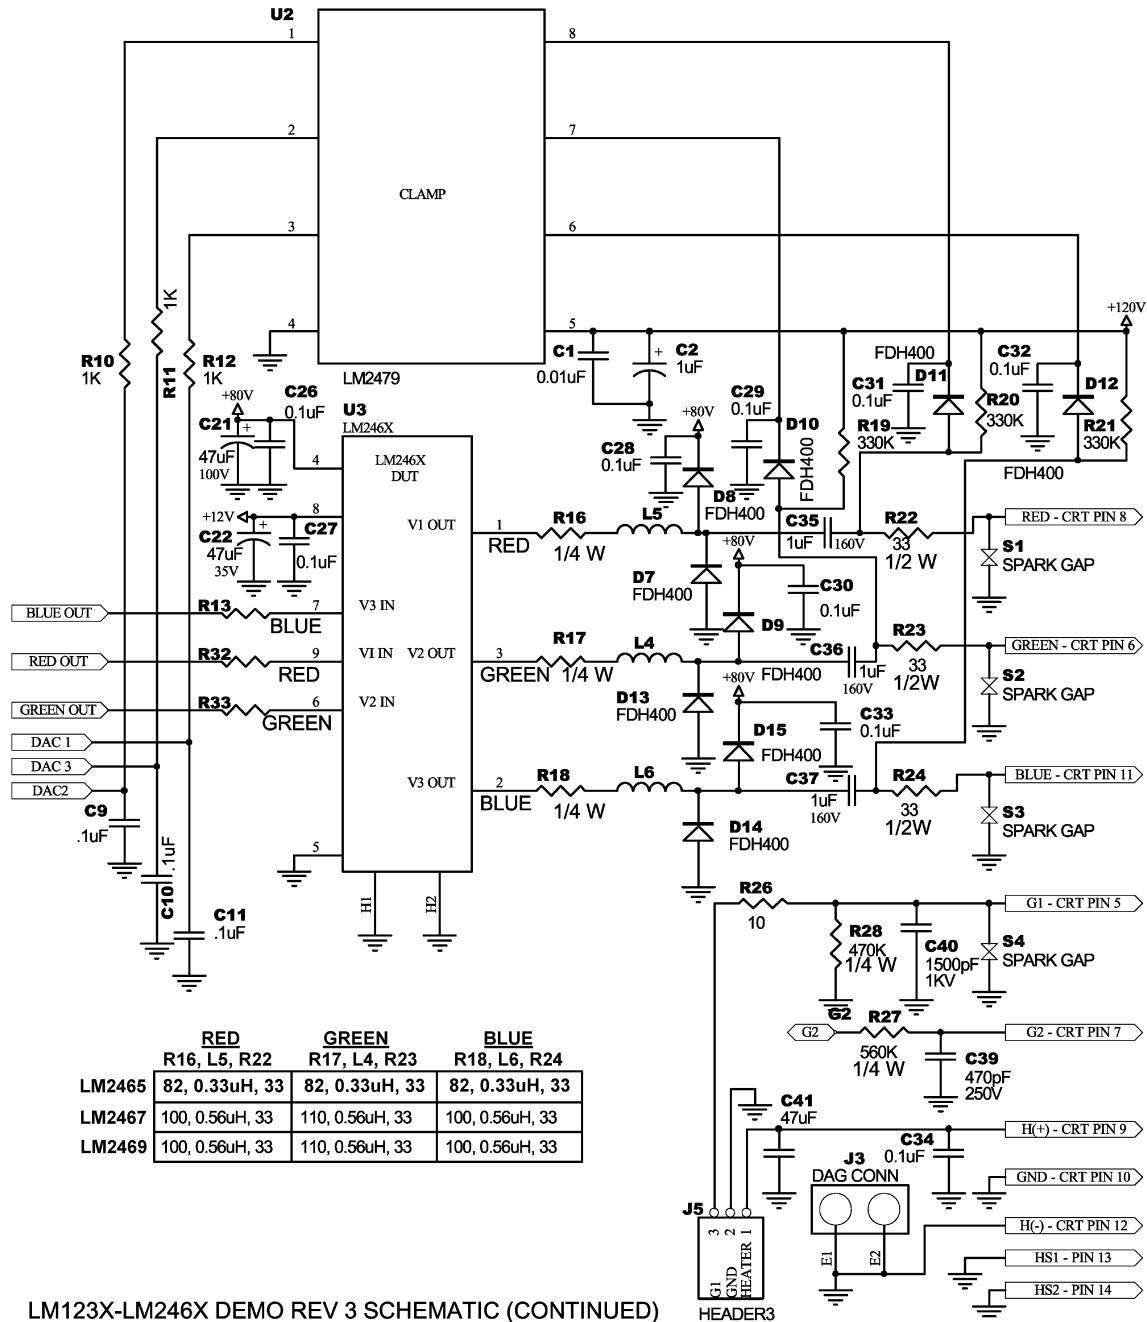 U2
1
8
2
7
CLAMP
3
6
4
5
LM2479
+120V
1K
R10
1K
R11
R12
1K
C1
0.01uF
C2
1uF
FDH400
C31
0.1uF
D11
R20
330K
C32
0.1uF
D12
R21
330K
FDH400
C29
0.1uF
D10
FDH400
R19
330K
+80V
C26
0.1uF
C21
47uF
100V
U3
LM246X
LM246X
DUT
4
+80V
C28
0.1uF
D8
FDH400
8
+12V
C22
47uF
35V
C27
0.1uF
V1 OUT
1
RED
R16
1/4 W
L5
C35
1uF
160V
R22
33
1/2 W
RED - CRT PIN 8
S1
SPARK GAP
+80V
D7
FDH400
C30
0.1uF
D9
BLUE OUT
R13
7
BLUE
V3 IN
RED OUT
R32
9
RED
V1 IN
V2 OUT
3
GREEN
R17
1/4 W
L4
FDH400
C36
1uF
160V
R23
33
1/2W
GREEN - CRT PIN 6
S2
SPARK GAP
GREEN OUT
R33
6
GREEN
V2 IN
+80V
D13
FDH400
C33
0.1uF
D15
FDH400
DAC 1
DAC 3
DAC2
V3 OUT
2
BLUE
R18
1/4 W
L6
C37
1uF
160V
R24
33
1/2W
BLUE - CRT PIN 11
S3
SPARK GAP
C9
.1uF
.1uF
C10
C11
.1uF
5
H1
H2
D14
FDH400
R26
10
G1 - CRT PIN 5
R28
470K
1/4 W
C40
1500pF
1KV
S4
SPARK GAP
G2
G2
R27
560K
1/4 W
G2 - CRT PIN 7
C39
470pF
250V
RED GREEN BLUE
R16, L5, R22 R17, L4, R23 R18, L6, R24
LM2465 82, 0.33uH, 33 82, 0.33uH, 33 82, 0.33uH, 33
LM2467 100, 0.56uH, 33 110, 0.56uH, 33 100, 0.56uH, 33
LM2469 100, 0.56uH, 33 110, 0.56uH, 33 100, 0.56uH, 33
C41
47uF
H(+) - CRT PIN 9
C34
0.1uF
J3
DAG CONN
GND - CRT PIN 10
J5
3
2
1
G1
GND
HEATER
HEADER3
E1
E2
H(-) - CRT PIN 12
HS1 - PIN 13
HS2 - PIN 14
LM123X-LM246X DEMO REV 3 SCHEMATIC (CONTINUED)